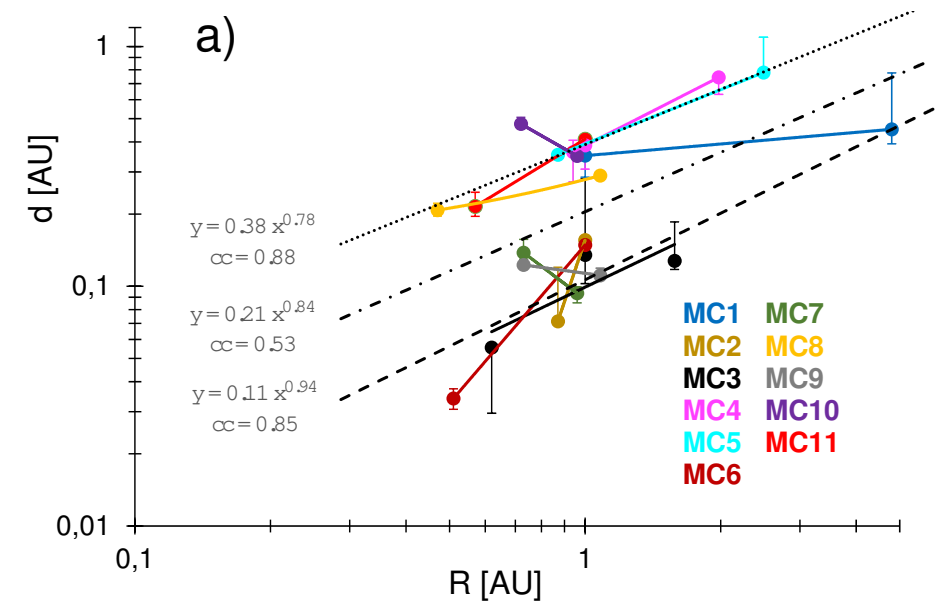 a)
1
d [AU]
y = 0.38 x^0.78
cc = 0.88
0,1
y = 0.21 x^0.84
cc = 0.53
y = 0.11 x^0.94
cc = 0.85
MC1 MC7
MC2 MC8
MC3 MC9
MC4 MC10
MC5 MC11
MC6
0,01
0,1 1
R [AU]